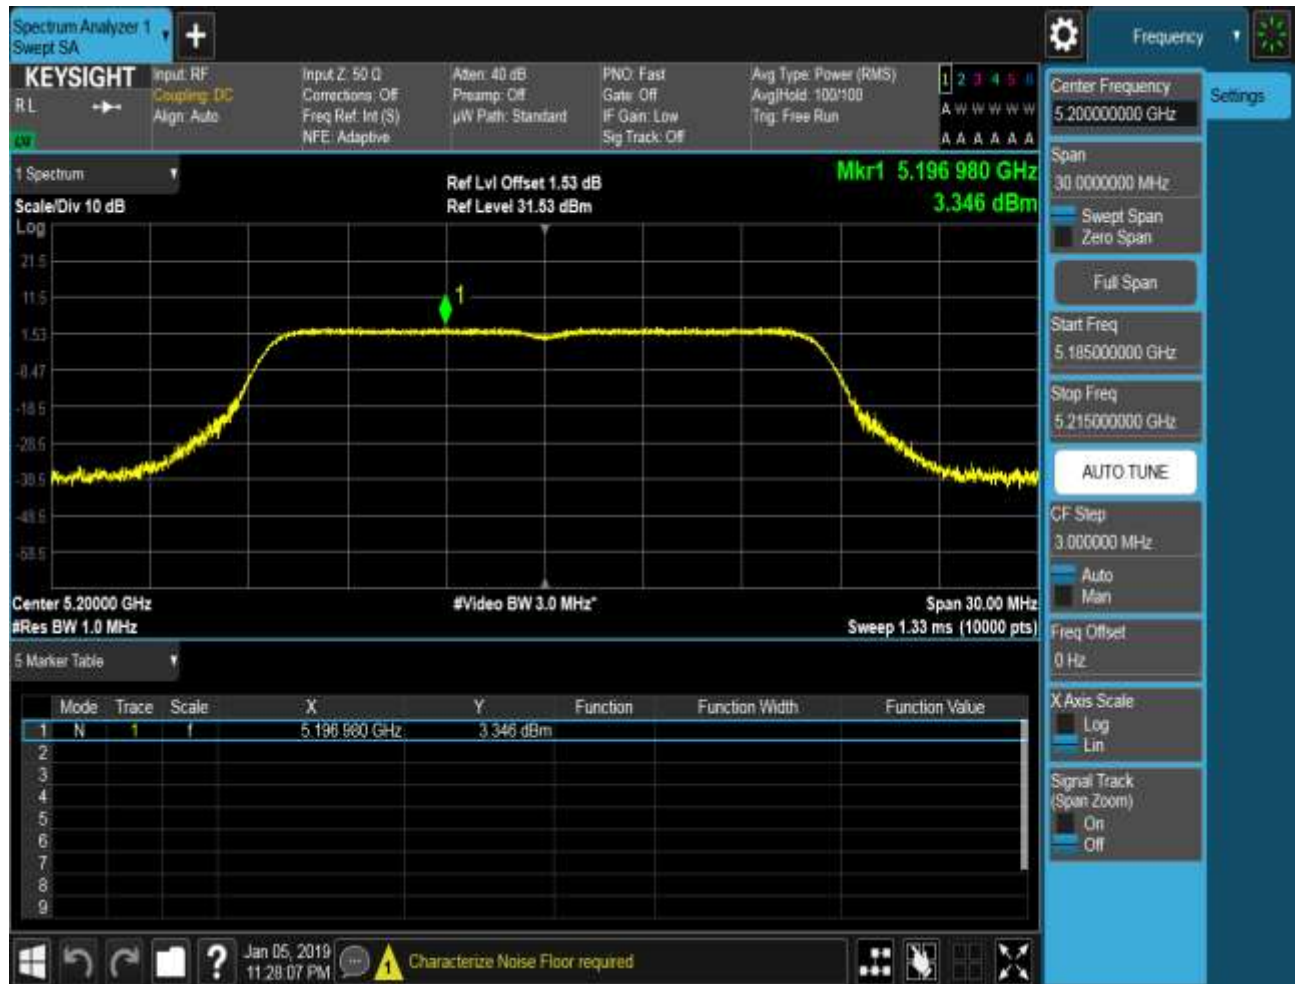 Spectrum Analyzer 1
Swept SA
Frequency
KEYSIGHT
RL
Input: RF
Coupling: DC
Align: Auto
Input Z: 50 Ω
Corrections: Off
Freq Ref: Int (S)
NFE: Adaptive
Atten: 40 dB
Preamp: Off
µW Path: Standard
PNO: Fast
Gate: Off
IF Gain: Low
Sig Track: Off
Avg Type: Power (RMS)
Avg|Hold: 100/100
Trig: Free Run
1 2 3 4 5 6
A W W W W W
A A A A A A
1 Spectrum
Scale/Div 10 dB
Log
Ref Lvl Offset 1.53 dB
Ref Level 31.53 dBm
Mkr1 5.196 980 GHz
3.346 dBm
21.5
11.5
1.53
-8.47
-18.5
-28.5
-38.5
-48.5
-58.5
1
Center 5.20000 GHz
#Res BW 1.0 MHz
#Video BW 3.0 MHz*
Span 30.00 MHz
Sweep 1.33 ms (10000 pts)
5 Marker Table
Mode Trace Scale X Y Function Function Width Function Value
1 N 1 f 5.196 980 GHz 3.346 dBm
2
3
4
5
6
7
8
9
Jan 05, 2019
11:28:07 PM
1
Characterize Noise Floor required
Center Frequency
5.200000000 GHz
Settings
Span
30.0000000 MHz
Swept Span
Zero Span
Full Span
Start Freq
5.185000000 GHz
Stop Freq
5.215000000 GHz
AUTO TUNE
CF Step
3.000000 MHz
Auto
Man
Freq Offset
0 Hz
X Axis Scale
Log
Lin
Signal Track
(Span Zoom)
On
Off